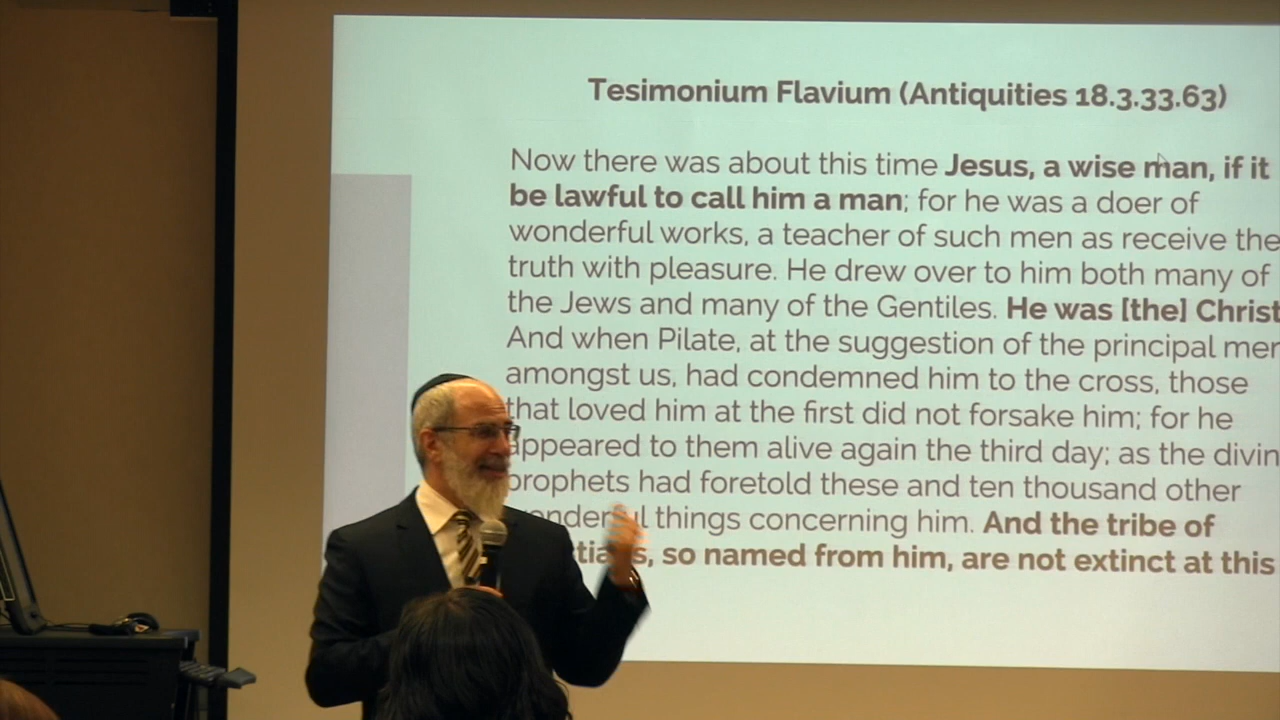 Tesimonium Flavium (Antiquities 18.3.33.63)
Now there was about this time Jesus, a wise man, if it
be lawful to call him a man; for he was a doer of
wonderful works, a teacher of such men as receive the
truth with pleasure. He drew over to him both many of
the Jews and many of the Gentiles. He was [the] Christ
And when Pilate, at the suggestion of the principal
amongst us, had condemned him to the cross, those
that loved him at the first did not forsake him; for he
appeared to them alive again the third day; as the
prophets had foretold these and ten thousand other
things concerning him. And the tribe of
so named from him, are not extinct at this